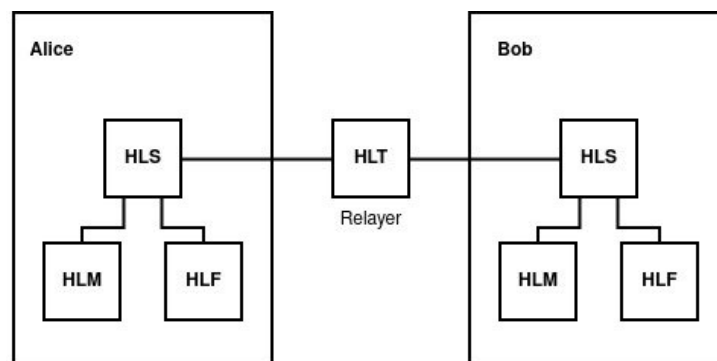 Alice
Bob
HLS
HLT
HLS
Relayer
HLM
HLF
HLM
HLF